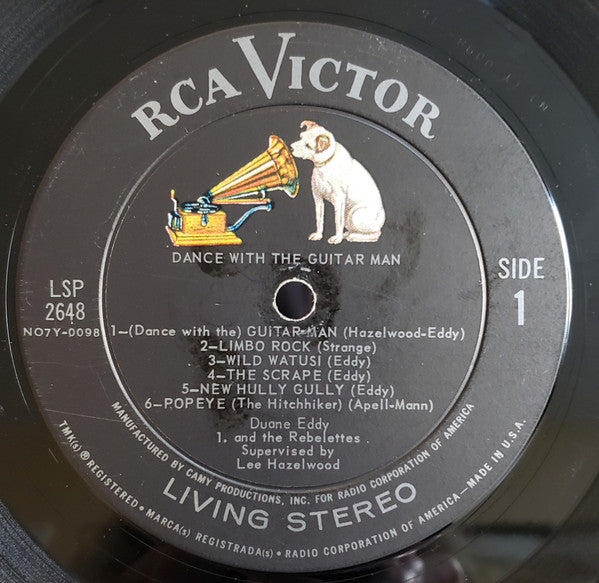 RCA VICTOR
DANCE WITH THE GUITAR MAN
LSP
2648
NO7Y-0098
SIDE
1
1–(Dance with the) GUITAR MAN (Hazelwood-Eddy)
2–LIMBO ROCK (Strange)
3–WILD WATUSI (Eddy)
4–THE SCRAPE (Eddy)
5–NEW HULLY GULLY (Eddy)
6–POPEYE (The Hitchhiker) (Apell-Mann)
Duane Eddy
1. and the Rebelettes
Supervised by
Lee Hazelwood
MANUFACTURED BY CAMY PRODUCTIONS, INC. FOR RADIO CORPORATION OF AMERICA
LIVING STEREO
TMK(s) ® REGISTERED • MARCA(s) REGISTRADA(s) • RADIO CORPORATION OF AMERICA—MADE IN U.S.A.